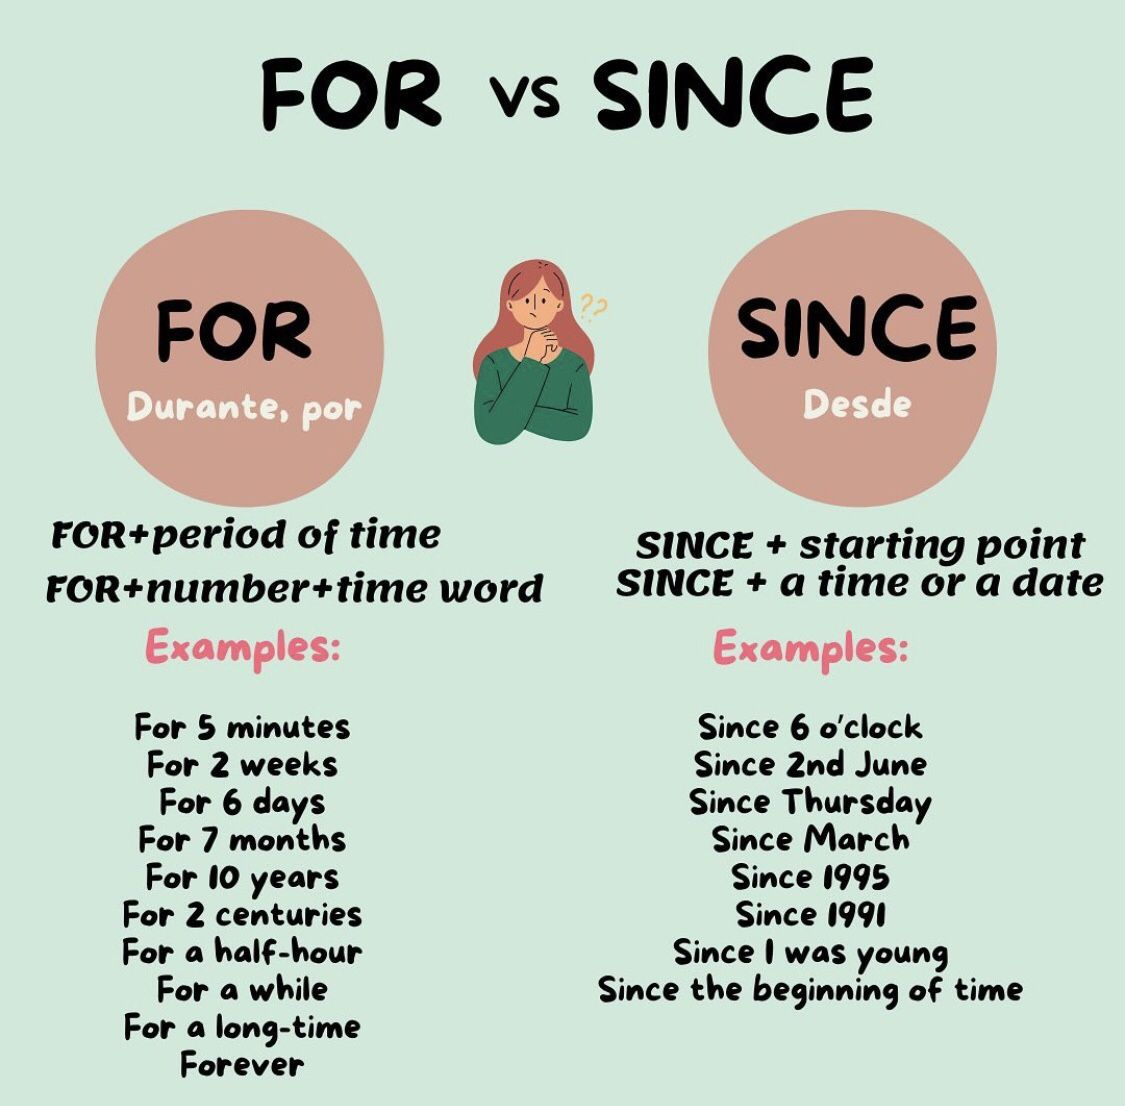 FOR vs SINCE
FOR
Durante, por
??
SINCE
Desde
FOR+period of time
FOR+number+time word
Examples:
For 5 minutes
For 2 weeks
For 6 days
For 7 months
For 10 years
For 2 centuries
For a half-hour
For a while
For a long-time
Forever
SINCE + starting point
SINCE + a time or a date
Examples:
Since 6 o'clock
Since 2nd June
Since Thursday
Since March
Since 1995
Since 1991
Since I was young
Since the beginning of time